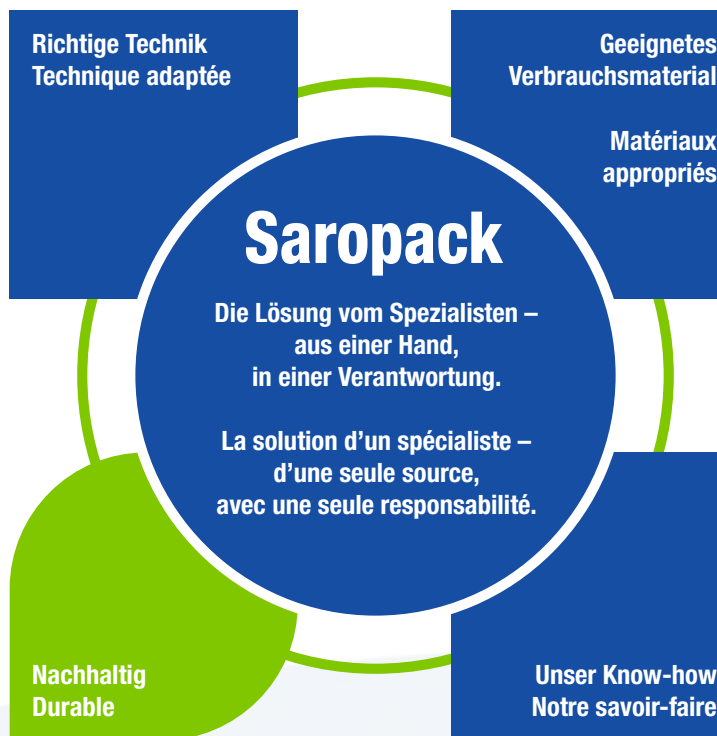 Richtige Technik
Technique adaptée
Geeignetes
Verbrauchsmaterial
Matériaux
appropriés
Saropack
Die Lösung vom Spezialisten –
aus einer Hand,
in einer Verantwortung.
La solution d’un spécialiste –
d’une seule source,
avec une seule responsabilité.
Nachhaltig
Durable
Unser Know-how
Notre savoir-faire